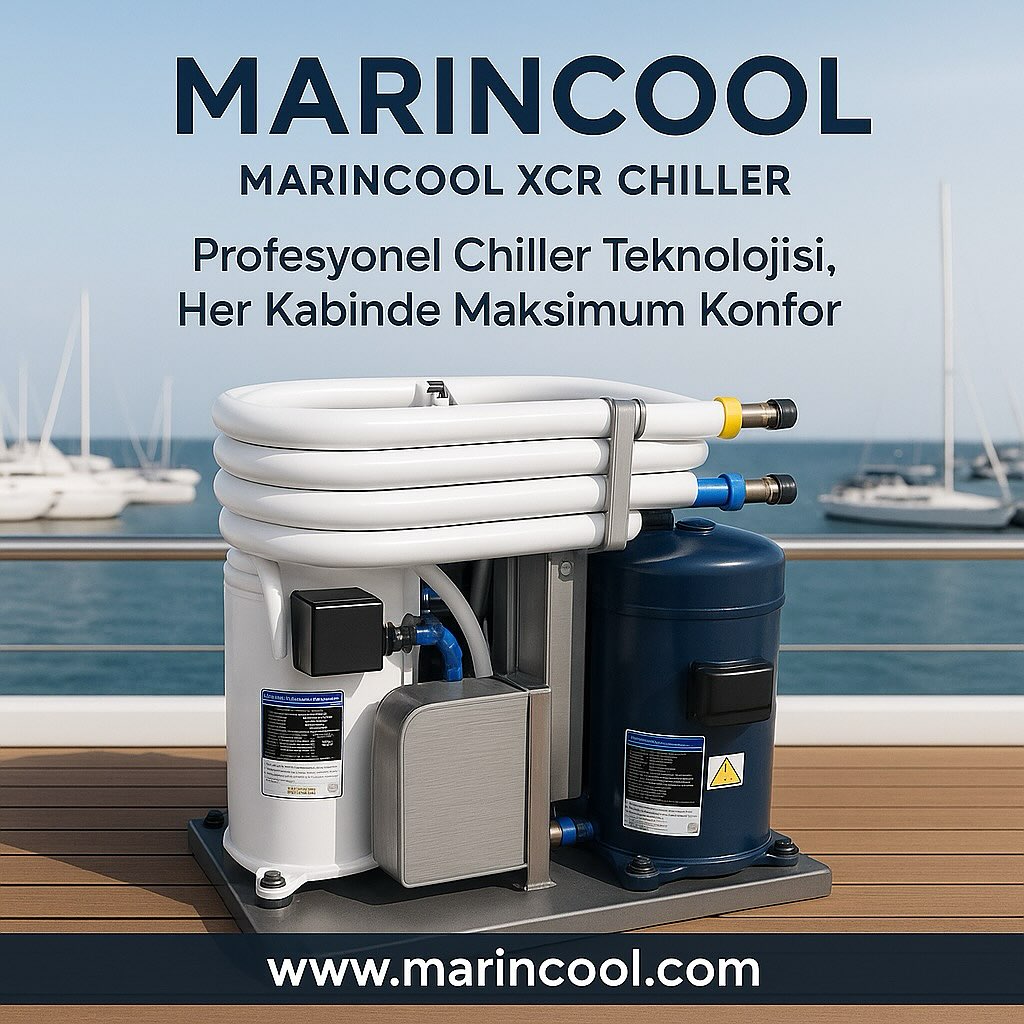 MARINCOOL
MARINCOOL XCR CHILLER
Profesyonel Chiller Teknolojisi,
Her Kabinde Maksimum Konfor
www.marincool.com